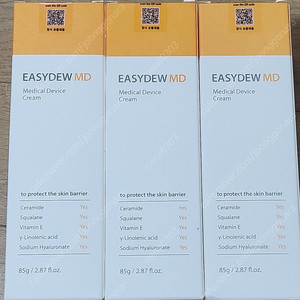 EASYDEW MD
Medical Device
Cream
to protect the skin barrier
Ceramide Yes
Squalane Yes
Vitamin E Yes
γ-Linolenic acid Yes
Sodium Hyaluronate Yes
85g / 2.87 fl.oz.
EASYDEW MD
Medical Device
Cream
to protect the skin barrier
Ceramide Yes
Squalane Yes
Vitamin E Yes
γ-Linolenic acid Yes
Sodium Hyaluronate Yes
85g / 2.87 fl.oz.
EASYDEW MD
Medical Device
Cream
to protect the skin barrier
Ceramide Yes
Squalane Yes
Vitamin E Yes
γ-Linolenic acid Yes
Sodium Hyaluronate Yes
85g / 2.87 fl.oz.